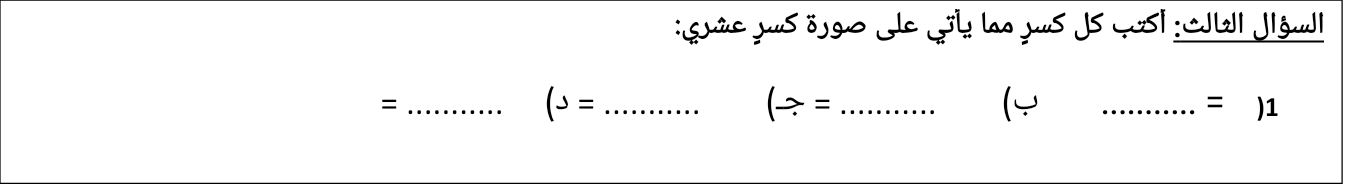 السؤال الثالث: أكتب كل كسرٍ مما يأتي على صورة كسرٍ عشري:
1) = ........... ب) = ........... جـ) = ........... د) = ...........